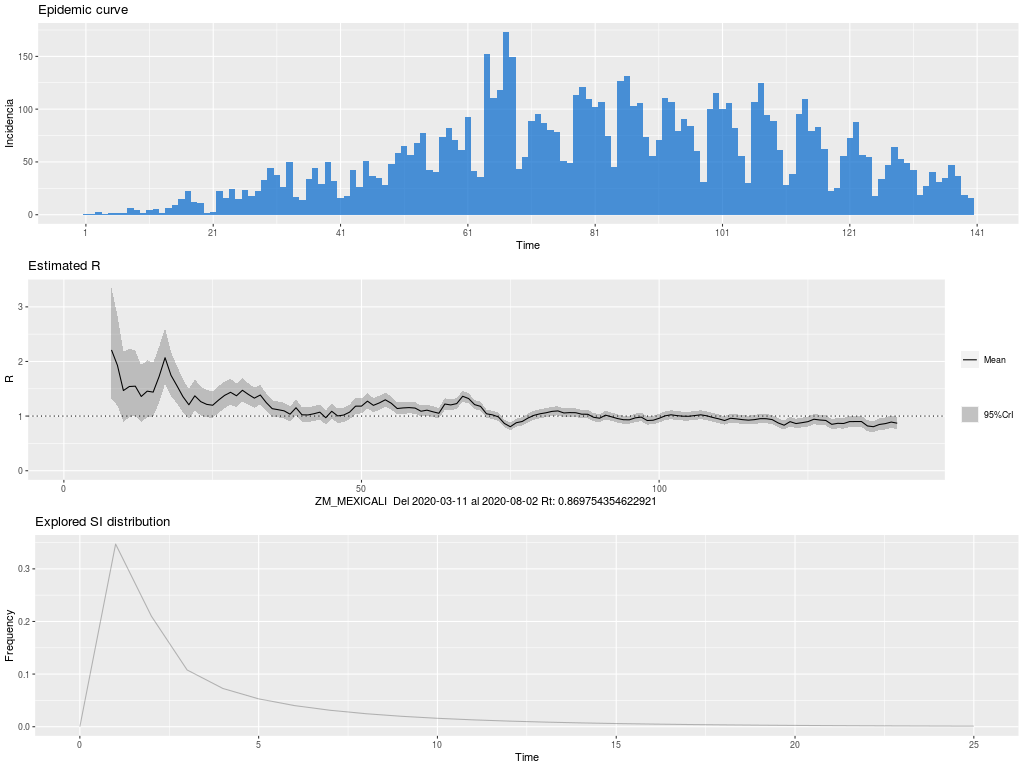 Epidemic curve
Incidencia
150
100
50
0
1 21 41 61 81 101 121 141
Time
Estimated R
R
3
2
1
0
0 50 100
Mean
95%CrI
ZM_MEXICALI Del 2020-03-11 al 2020-08-02 Rt: 0.869754354622921
Explored SI distribution
Frequency
0.3
0.2
0.1
0.0
0 5 10 15 20 25
Time